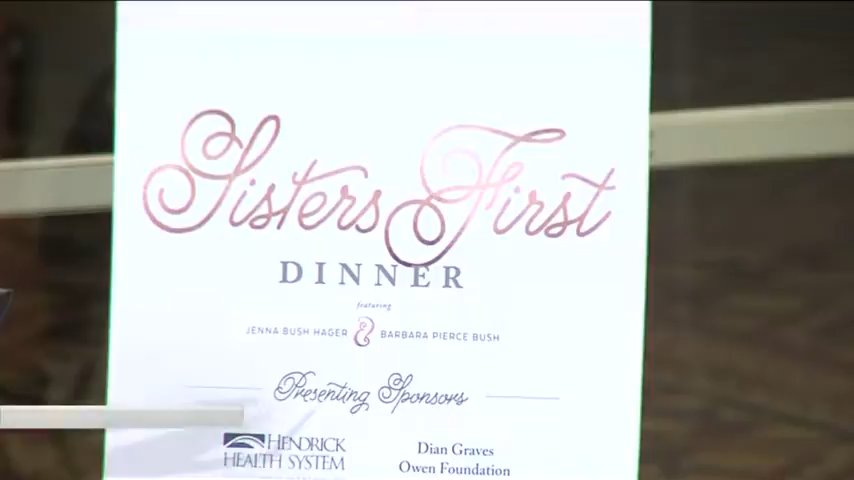 Sisters First
DINNER
featuring
JENNA BUSH HAGER & BARBARA PIERCE BUSH
Presenting Sponsors
HENDRICK
HEALTH SYSTEM
Dian Graves
Owen Foundation